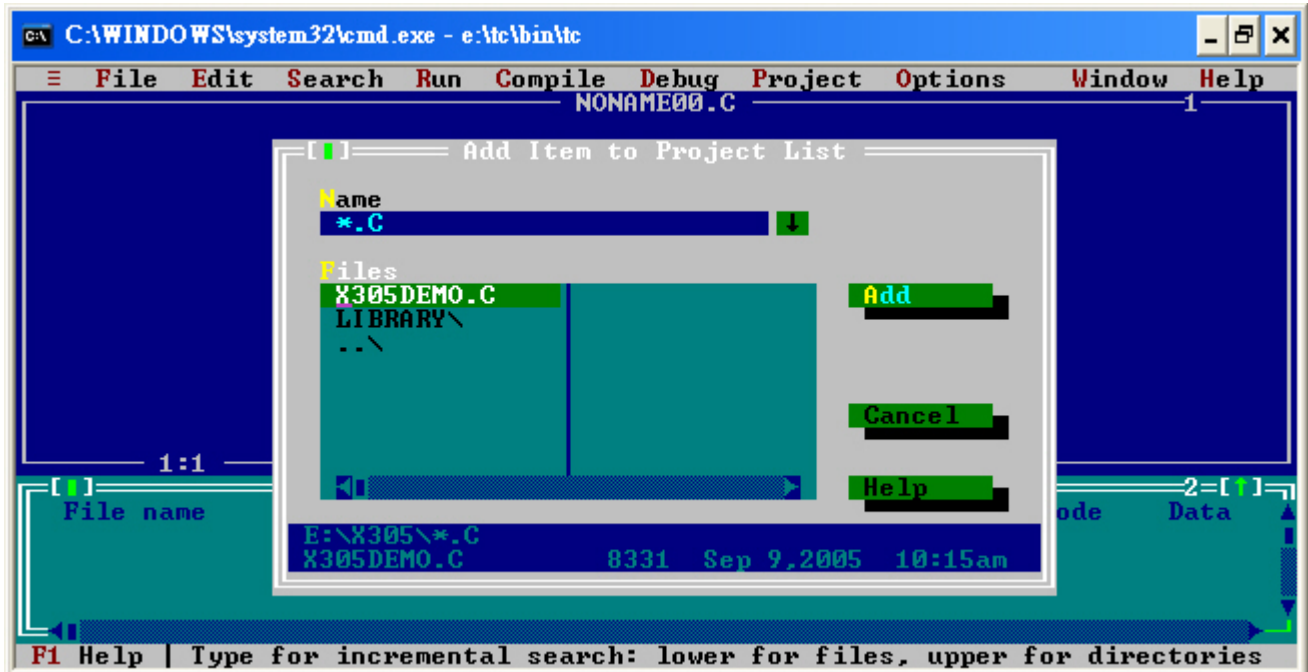 C:\WINDOWS\system32\cmd.exe - e:\tc\bin\tc
≡ File Edit Search Run Compile Debug Project Options Window Help
NONAME00.C 1
[▮] Add Item to Project List
Name
*.C ↓
Files
X305DEMO.C
LIBRARY\
..\
Add
Cancel
Help
1:1
[▮] 2=[↑]
File name ode Data
E:\X305\*.C
X305DEMO.C 8331 Sep 9,2005 10:15am
F1 Help | Type for incremental search: lower for files, upper for directories